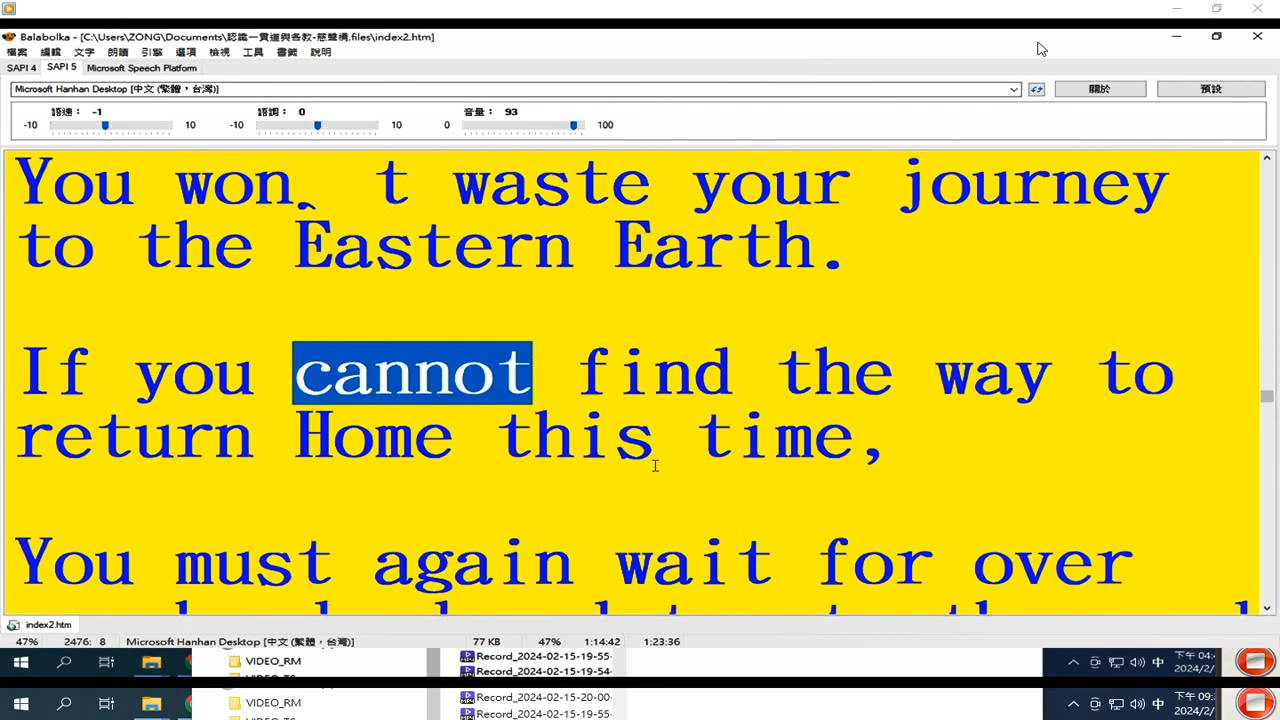 Balabolka - [C:\Users\ZONG\Documents\認識一貫道與各教-慈聲橋.files\index2.htm]
檔案 編輯 文字 朗讀 引擎 選項 檢視 工具 書籤 說明
SAPI 4 SAPI 5 Microsoft Speech Platform
Microsoft Hanhan Desktop [中文 (繁體，台灣)] 關於 預設
語速： -1 語調： 0 音量： 93
-10 10 -10 10 0 100
You won、 t waste your journey
to the Eastern Earth.
If you cannot find the way to
return Home this time,
You must again wait for over
index2.htm
47% 2476: 8 Microsoft Hanhan Desktop [中文 (繁體，台灣)] 77 KB 47% 1:14:42 1:23:36
VIDEO_RM Record_2024-02-15-19-55- 中 下午 04:
Record_2024-02-15-19-54- 2024/2/
VIDEO_RM Record_2024-02-15-20-00- 中 下午 09:
Record_2024-02-15-19-55- 2024/2/